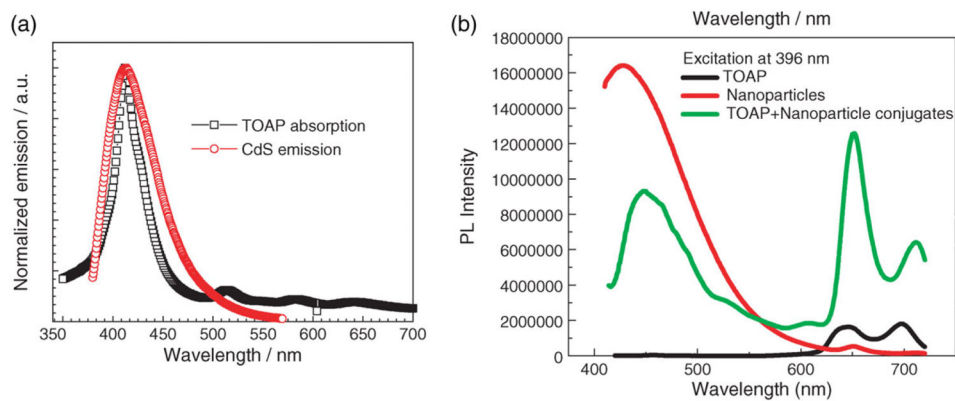 (a)
Normalized emission / a.u.
TOAP absorption
CdS emission
350 400 450 500 550 600 650 700
Wavelength / nm
(b)
Wavelength / nm
PL Intensity
18000000
16000000
14000000
12000000
10000000
8000000
6000000
4000000
2000000
0
Excitation at 396 nm
TOAP
Nanoparticles
TOAP+Nanoparticle conjugates
400 500 600 700
Wavelength (nm)